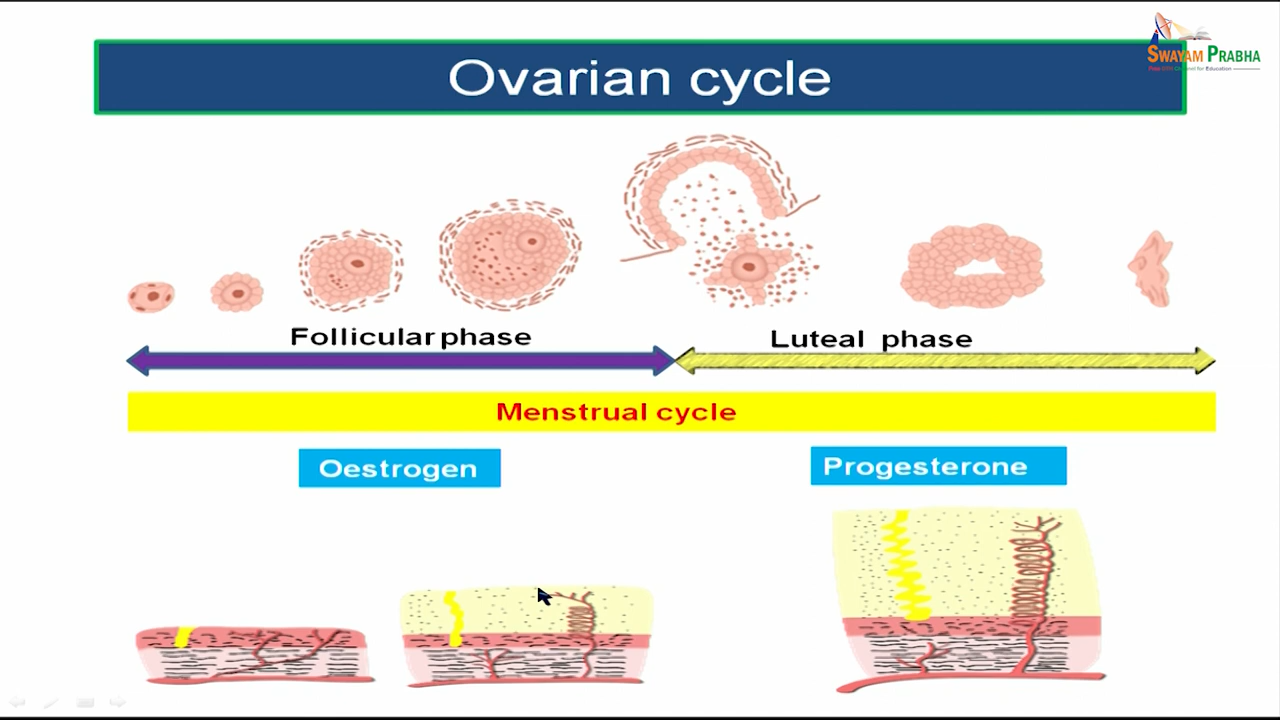 SWAYAM PRABHA
Ovarian cycle
Follicular phase
Luteal phase
Menstrual cycle
Oestrogen
Progesterone